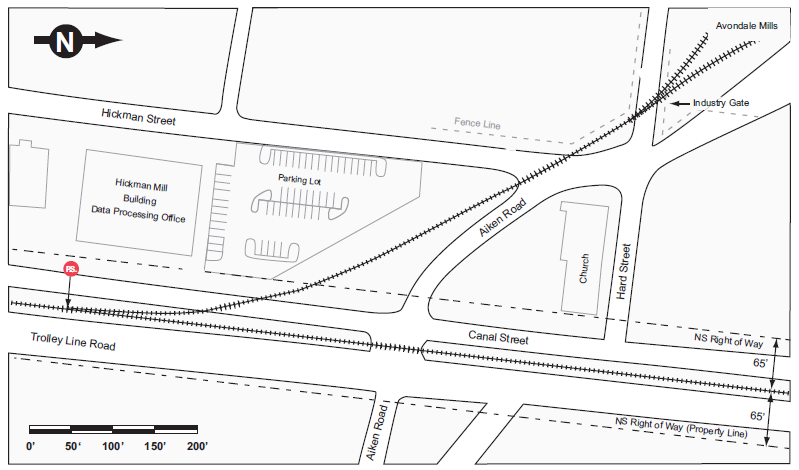 Avondale Mills
N
Industry Gate
Hickman Street
Fence Line
Parking Lot
Hickman Mill
Building
Data Processing Office
Aiken Road
Church
Hard Street
P.S.
Canal Street
NS Right of Way
Trolley Line Road
65'
65'
NS Right of Way (Property Line)
Aiken Road
0' 50' 100' 150' 200'